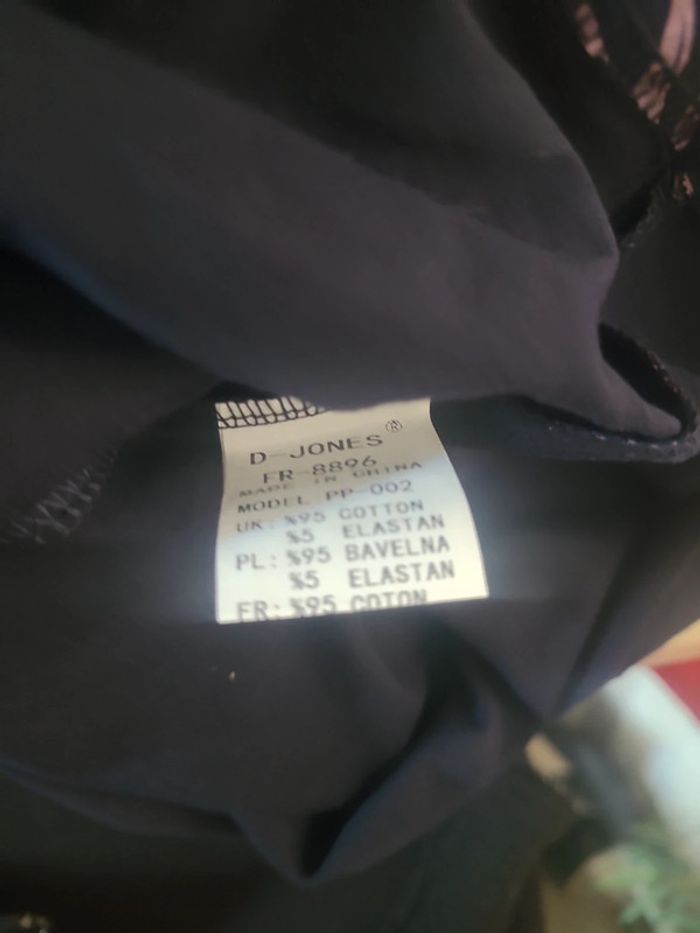 D-JONES®
FR-8896
MADE IN CHINA
MODEL PP-002
UK: %95 COTTON
%5 ELASTAN
PL: %95 BAVELNA
%5 ELASTAN
FR: %95 COTON